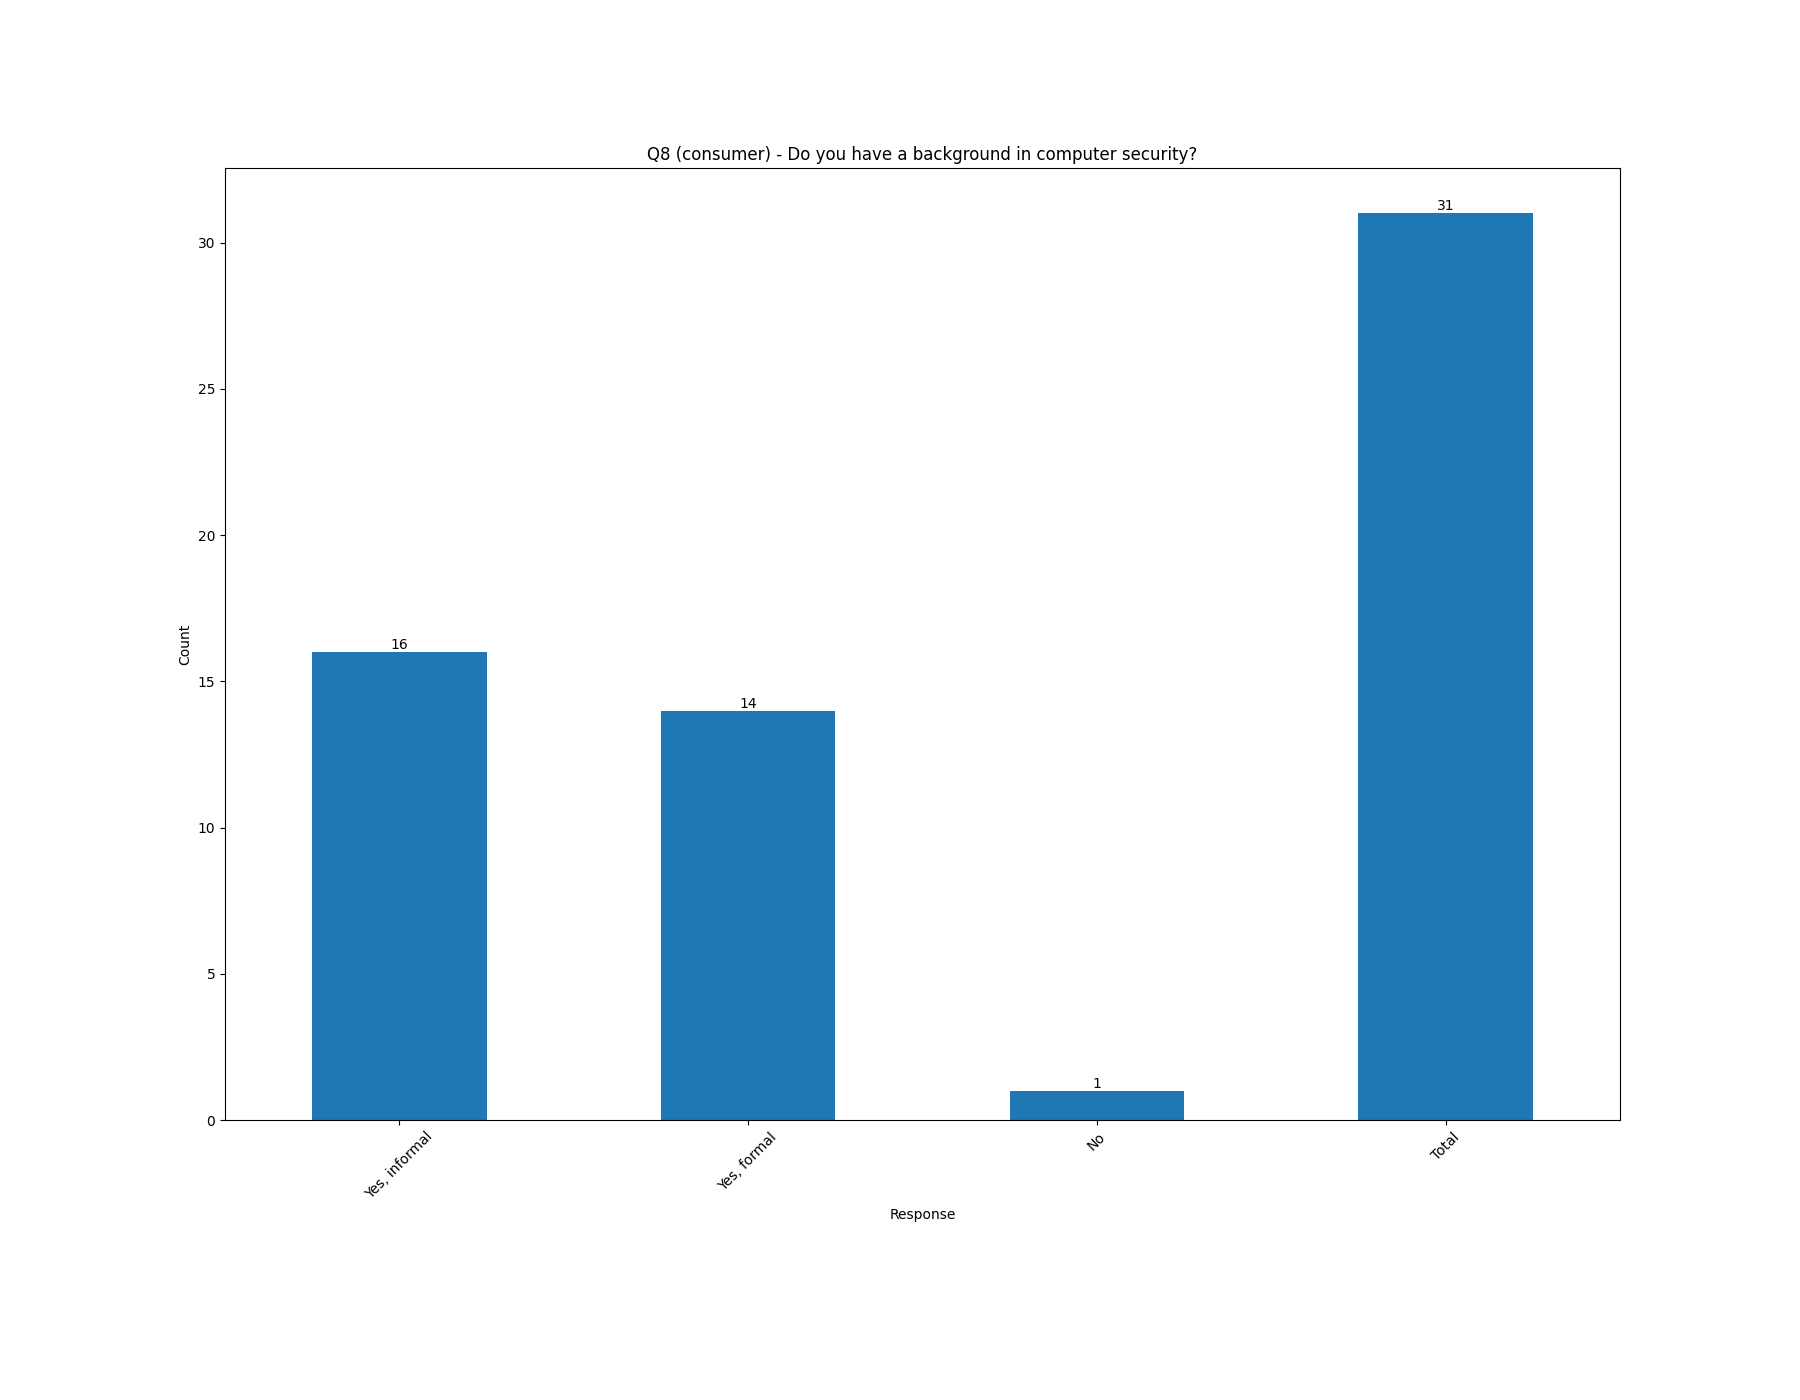 Q8 (consumer) - Do you have a background in computer security?
Count
30
25
20
15
10
5
0
16
14
1
31
Yes, informal
Yes, formal
No
Total
Response